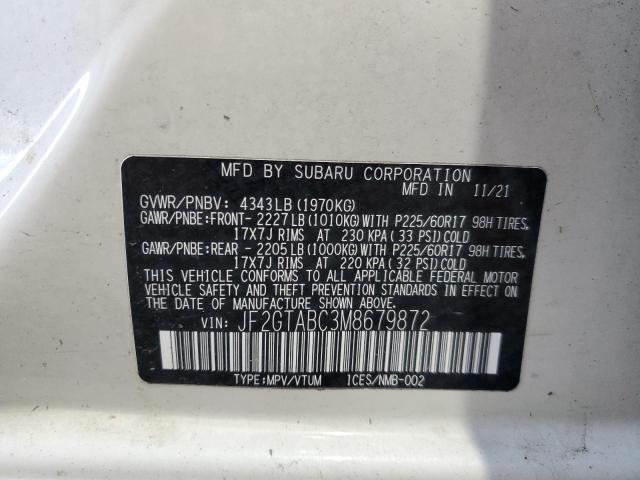 MFD BY SUBARU CORPORATION
MFD IN 11/21
GVWR/PNBV: 4343LB(1970KG)
GAWR/PNBE:FRONT- 2227LB(1010KG)WITH P225/60R17 98H TIRES,
17X7J RIMS AT 230 KPA(33 PSI)COLD
GAWR/PNBE:REAR - 2205LB(1000KG)WITH P225/60R17 98H TIRES,
17X7J RIMS AT 220 KPA(32 PSI)COLD
THIS VEHICLE CONFORMS TO ALL APPLICABLE FEDERAL MOTOR
VEHICLE SAFETY AND THEFT PREVENTION STANDARDS IN EFFECT ON
THE DATE OF MANUFACTURE SHOWN ABOVE.
VIN: JF2GTABC3M8679872
TYPE:MPV/VTUM ICES/NMB-002